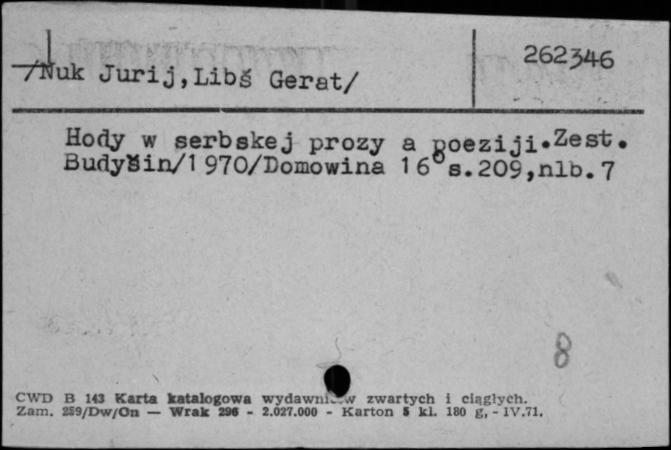 262346
/Nuk Jurij,Libš Gerat/
Hody w serbskej prozy a poeziji.Zest.
Budyšin/1970/Domowina 16° s.209,nlb.7
8
CWD B 143 Karta katalogowa zwartych i ciągłych.
Zam. 259/Dw/On — Wrak 296 - 2.027.000 - Karton 5 kl. 180 g, - IV.71.